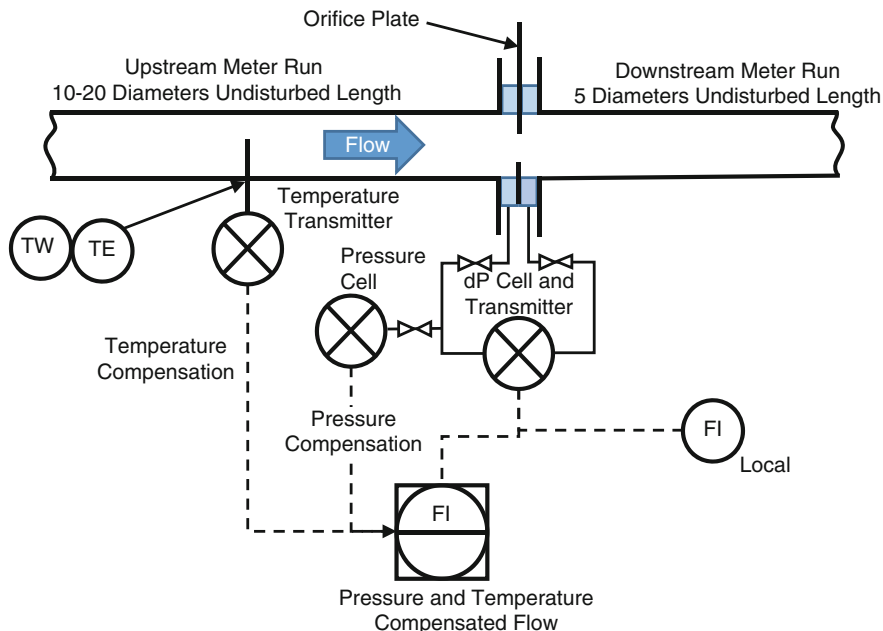 Orifice Plate
Upstream Meter Run
10-20 Diameters Undisturbed Length
Downstream Meter Run
5 Diameters Undisturbed Length
Flow
Temperature
Transmitter
TW
TE
Pressure
Cell
dP Cell and
Transmitter
Temperature
Compensation
Pressure
Compensation
FI
Local
FI
Pressure and Temperature
Compensated Flow